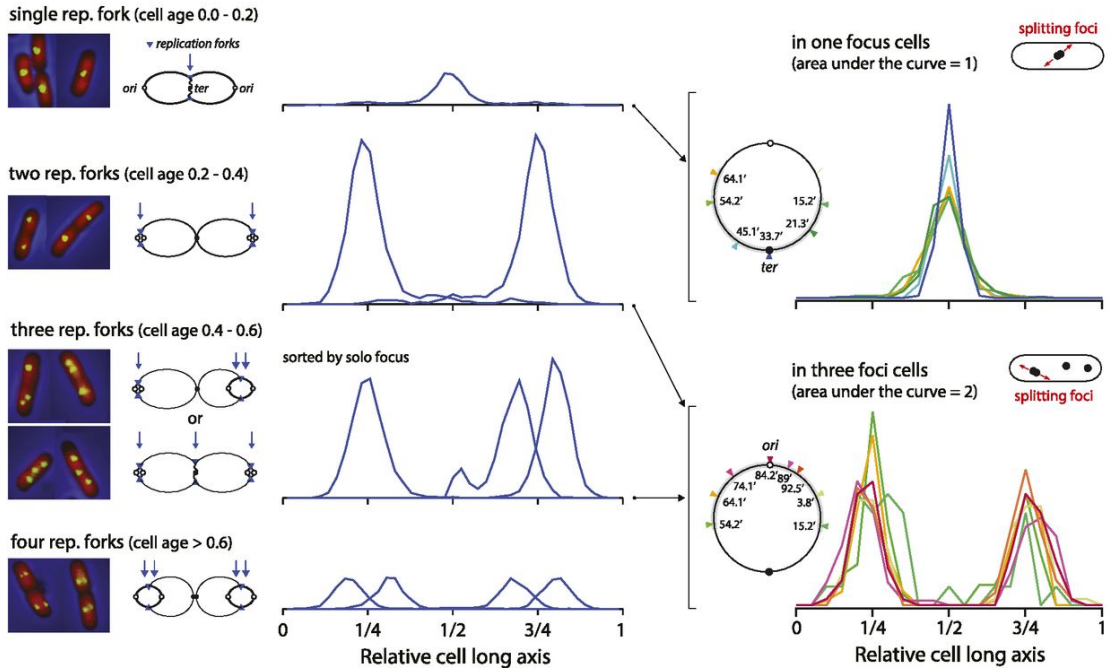 single rep. fork (cell age 0.0 - 0.2)
replication forks
ori
ter
ori
two rep. forks (cell age 0.2 - 0.4)
three rep. forks (cell age 0.4 - 0.6)
or
four rep. forks (cell age > 0.6)
sorted by solo focus
0
1/4
1/2
3/4
1
Relative cell long axis
in one focus cells
(area under the curve = 1)
splitting foci
64.1'
54.2'
45.1'
33.7'
21.3'
15.2'
ter
in three foci cells
(area under the curve = 2)
splitting foci
ori
84.2'
89'
74.1'
92.5'
64.1'
3.8'
54.2'
15.2'
0
1/4
1/2
3/4
1
Relative cell long axis